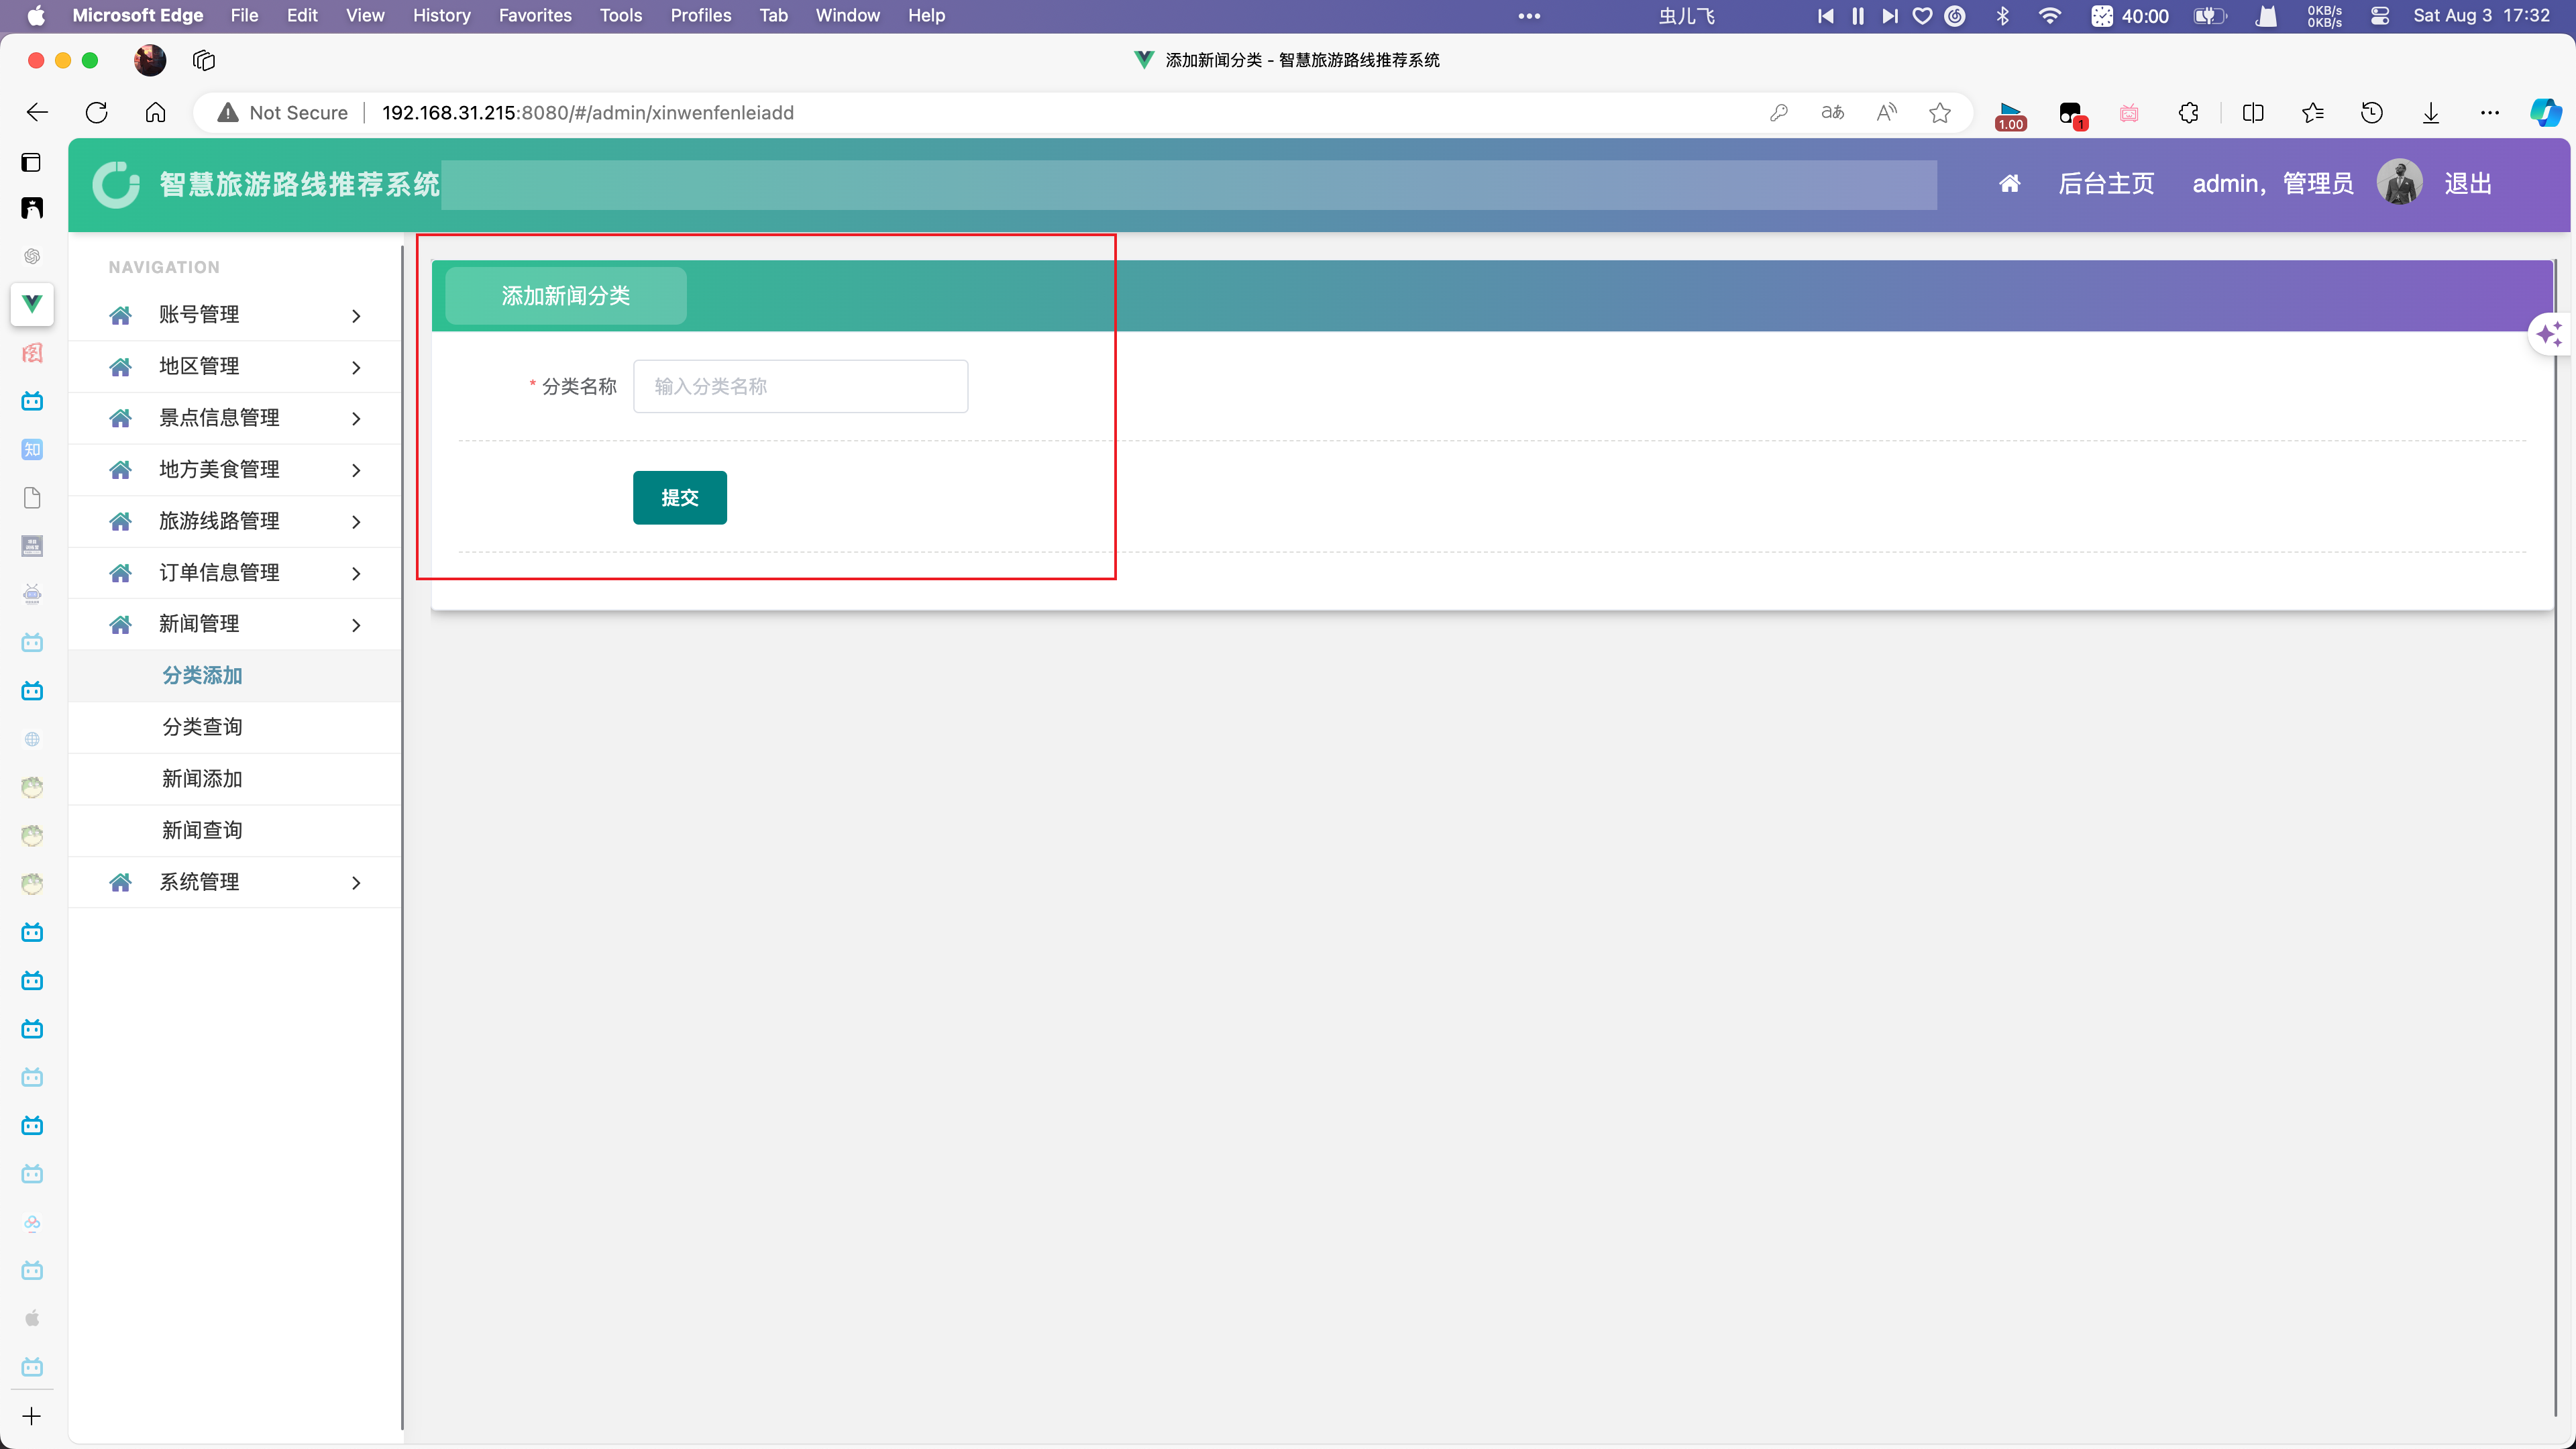 Microsoft Edge File Edit View History Favorites Tools Profiles Tab Window Help ••• 虫儿飞 40:00 0KB/s 0KB/s Sat Aug 3 17:32
添加新闻分类 - 智慧旅游路线推荐系统
Not Secure 192.168.31.215:8080/#/admin/xinwenfenleiadd aあ A 1.00 1
智慧旅游路线推荐系统 后台主页 admin，管理员 退出
NAVIGATION
添加新闻分类
账号管理
地区管理
* 分类名称 输入分类名称
景点信息管理
知
地方美食管理
提交
旅游线路管理
订单信息管理
新闻管理
分类添加
分类查询
新闻添加
新闻查询
系统管理